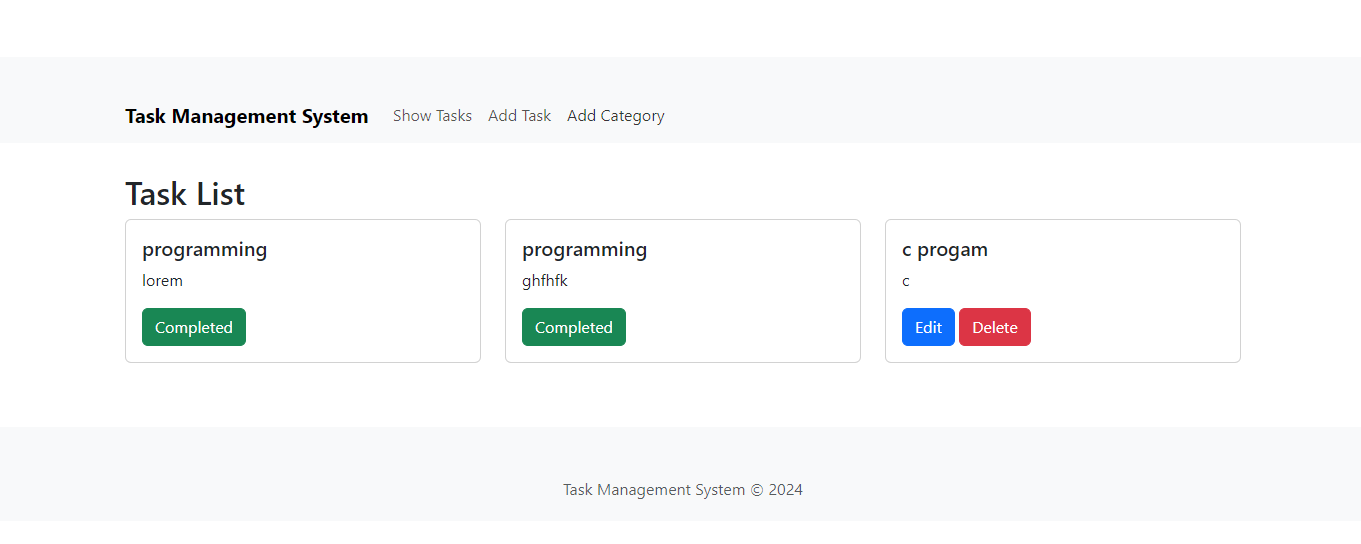 Task Management System Show Tasks Add Task Add Category
Task List
programming
lorem
Completed
programming
ghfhfk
Completed
c progam
c
Edit Delete
Task Management System © 2024